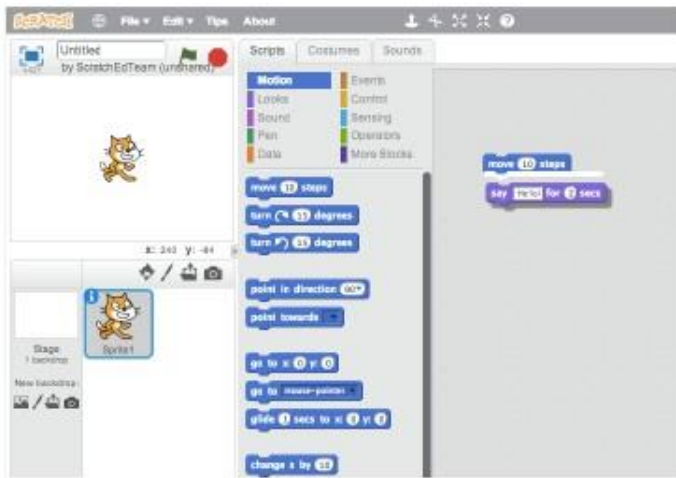 SCRATCH File Edit Tips About
Untitled
by ScratchEdTeam (unshared)
Scripts Costumes Sounds
Motion Events
Looks Control
Sound Sensing
Pen Operators
Data More Blocks
move 10 steps
turn 15 degrees
turn 15 degrees
point in direction 90
point towards
go to x: 0 y: 0
go to mouse-pointer
glide 1 secs to x: 0 y: 0
change x by 10
move 10 steps
say Hello! for 2 secs
x: 240 y:
Sprite1
Stage
1 backdrop
New backdrop: